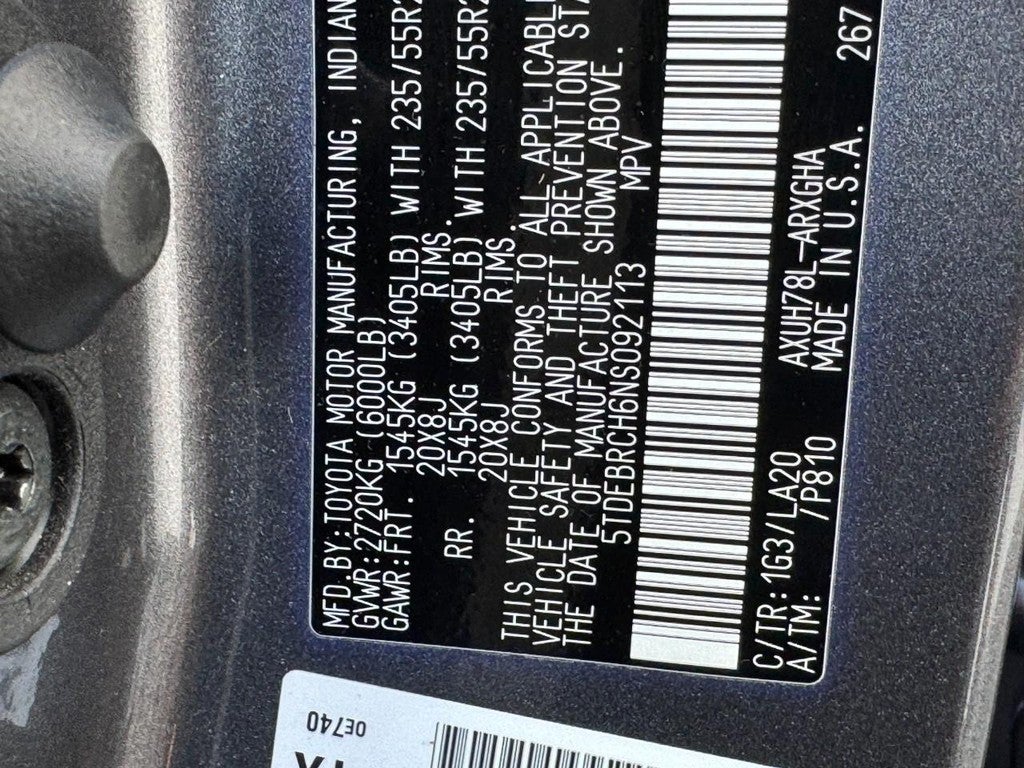 MFD.BY:TOYOTA MOTOR MANUFACTURING, INDIAN
GVWR:2720KG(6000LB)
GAWR:FRT. 1545KG (3405LB) WITH 235/55R2
20X8J RIMS.
RR. 1545KG (3405LB) WITH 235/55R2
20X8J RIMS.
THIS VEHICLE CONFORMS TO ALL APPLICABL
VEHICLE SAFETY AND THEFT PREVENTION STA
THE DATE OF MANUFACTURE SHOWN ABOVE.
5TDEBRCH6NS092113 MPV
C/TR:1G3/LA20 AXUH78L-ARXGHA 267
A/TM: /P810 MADE IN U.S.A.
0E740